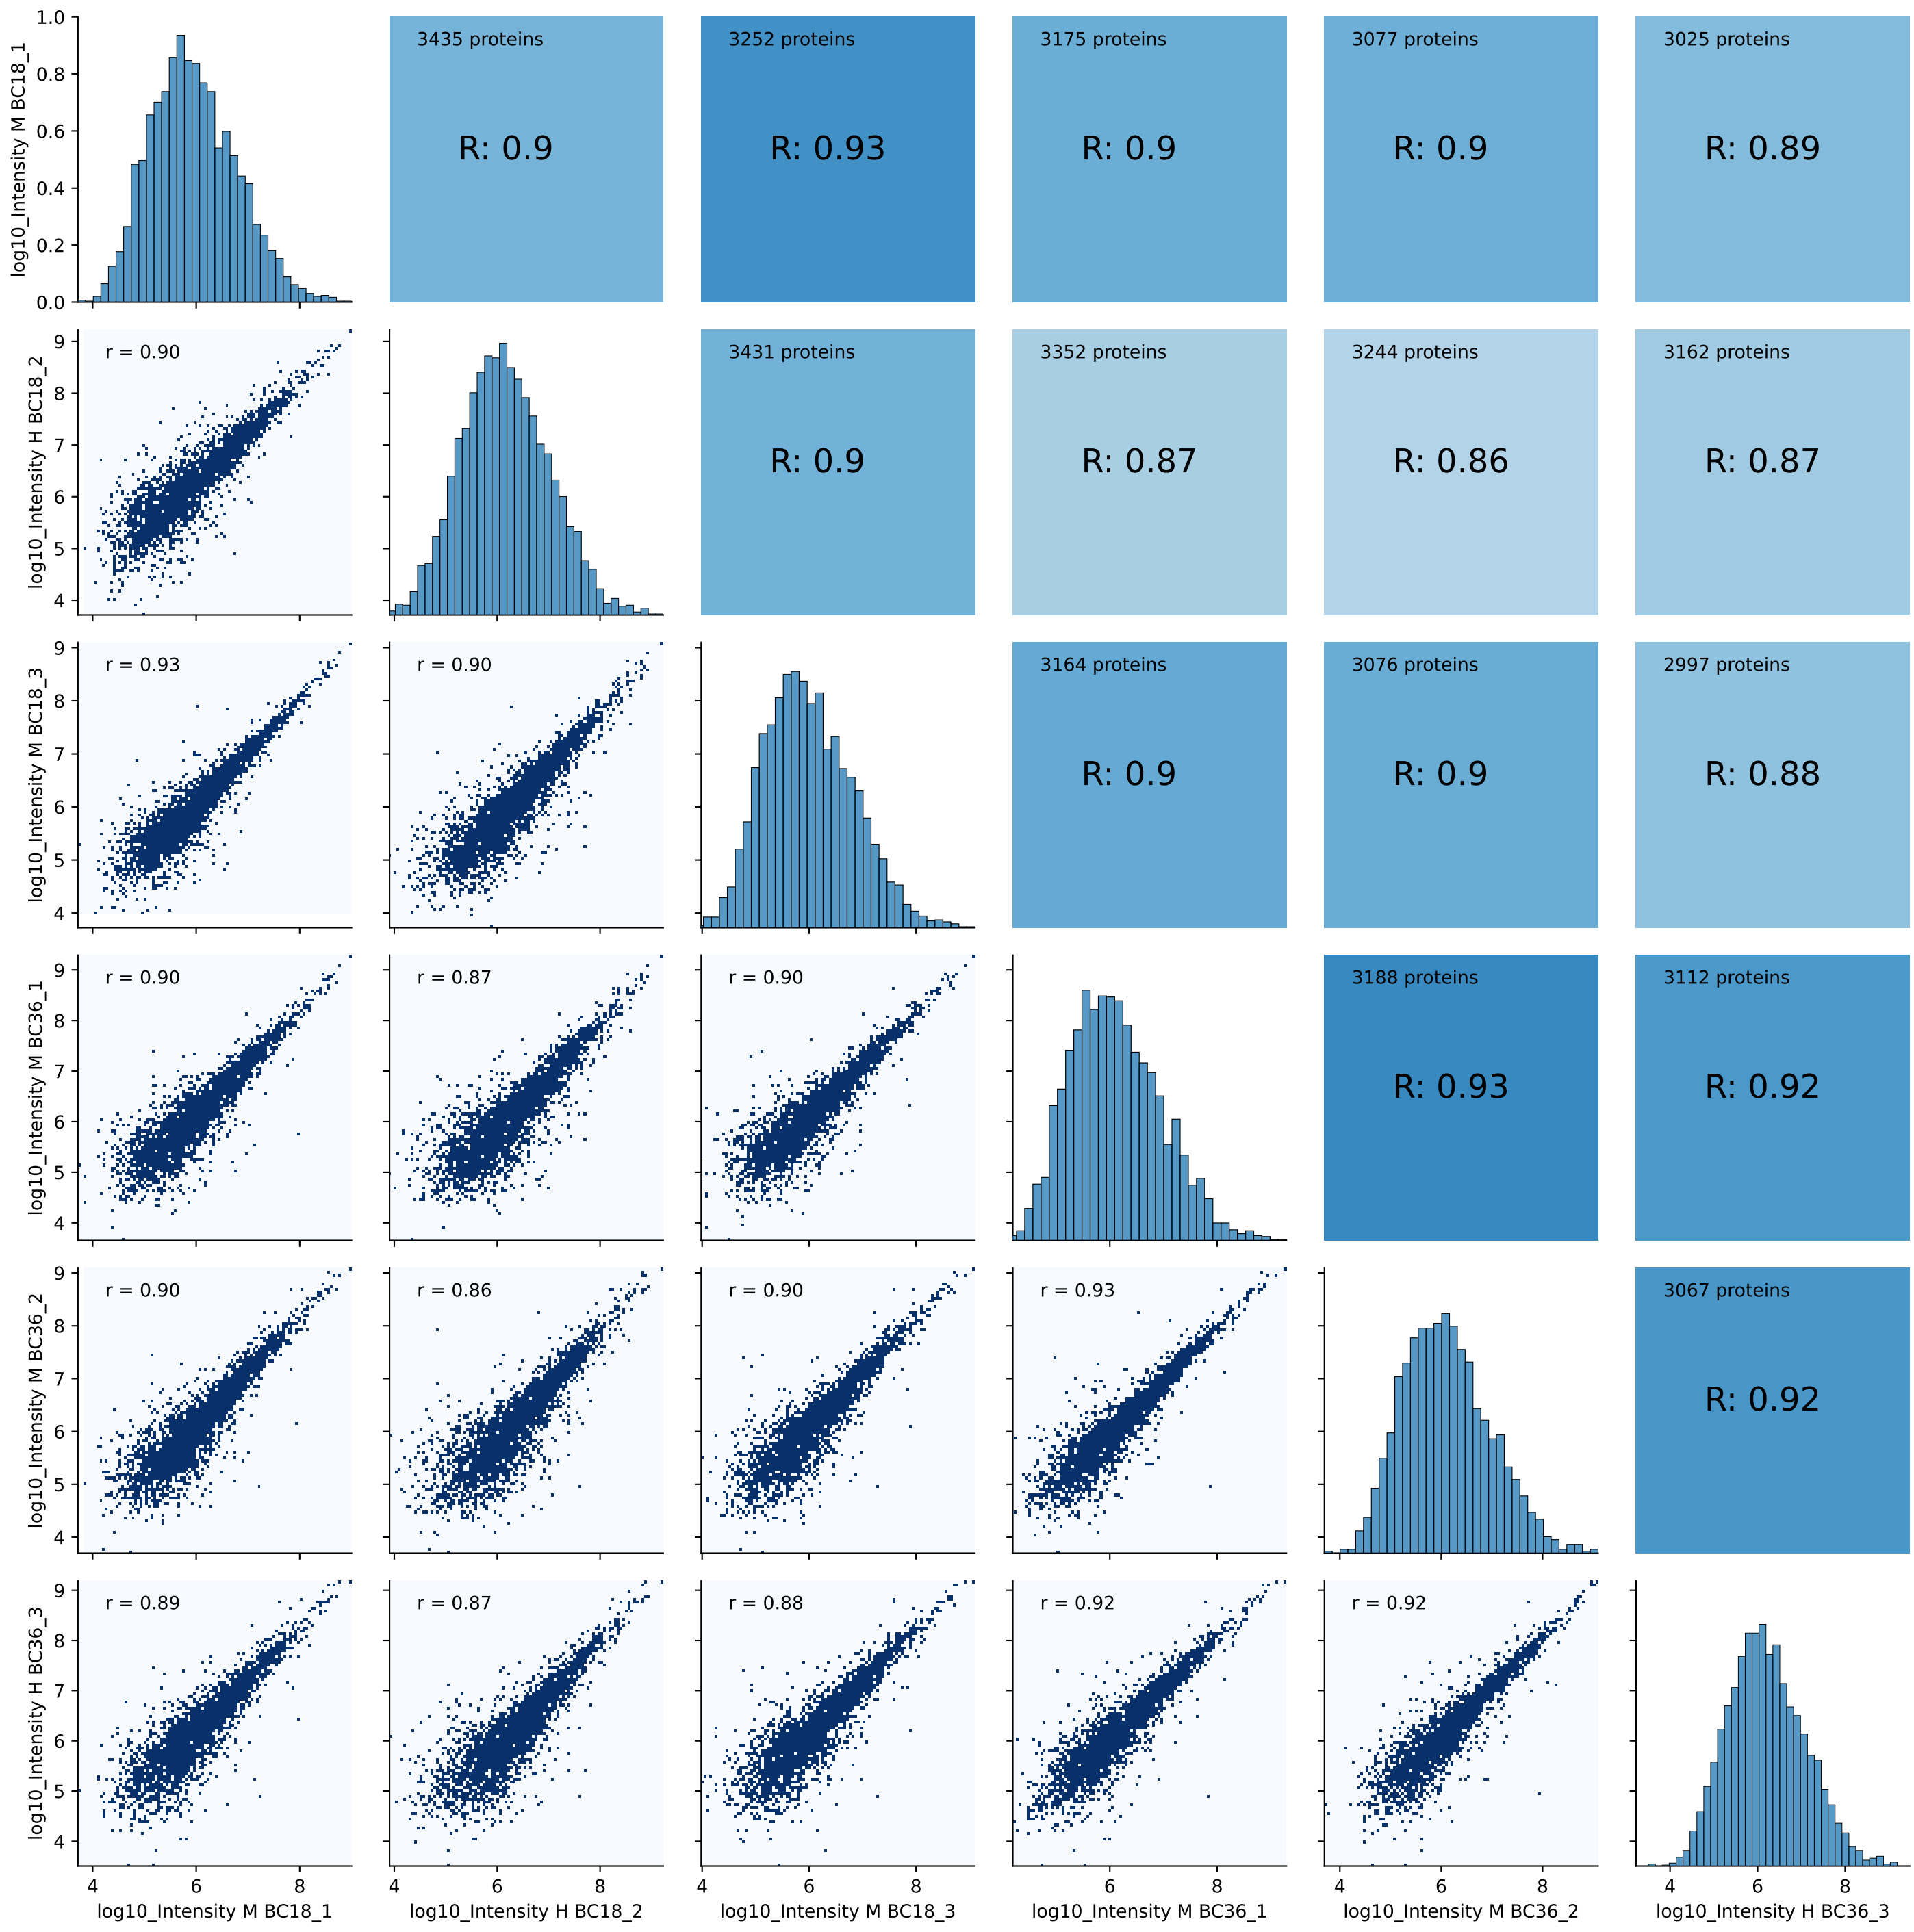 log10_Intensity M BC18_1
1.0
0.8
0.6
0.4
0.2
0.0
3435 proteins
R: 0.9
3252 proteins
R: 0.93
3175 proteins
R: 0.9
3077 proteins
R: 0.9
3025 proteins
R: 0.89
log10_Intensity H BC18_2
9
8
7
6
5
4
r = 0.90
3431 proteins
R: 0.9
3352 proteins
R: 0.87
3244 proteins
R: 0.86
3162 proteins
R: 0.87
log10_Intensity M BC18_3
9
8
7
6
5
4
r = 0.93
r = 0.90
3164 proteins
R: 0.9
3076 proteins
R: 0.9
2997 proteins
R: 0.88
log10_Intensity M BC36_1
9
8
7
6
5
4
r = 0.90
r = 0.87
r = 0.90
3188 proteins
R: 0.93
3112 proteins
R: 0.92
log10_Intensity M BC36_2
9
8
7
6
5
4
r = 0.90
r = 0.86
r = 0.90
r = 0.93
3067 proteins
R: 0.92
log10_Intensity H BC36_3
9
8
7
6
5
4
r = 0.89
r = 0.87
r = 0.88
r = 0.92
r = 0.92
4 6 8
4 6 8
4 6 8
6 8
4 6 8
4 6 8
log10_Intensity M BC18_1
log10_Intensity H BC18_2
log10_Intensity M BC18_3
log10_Intensity M BC36_1
log10_Intensity M BC36_2
log10_Intensity H BC36_3